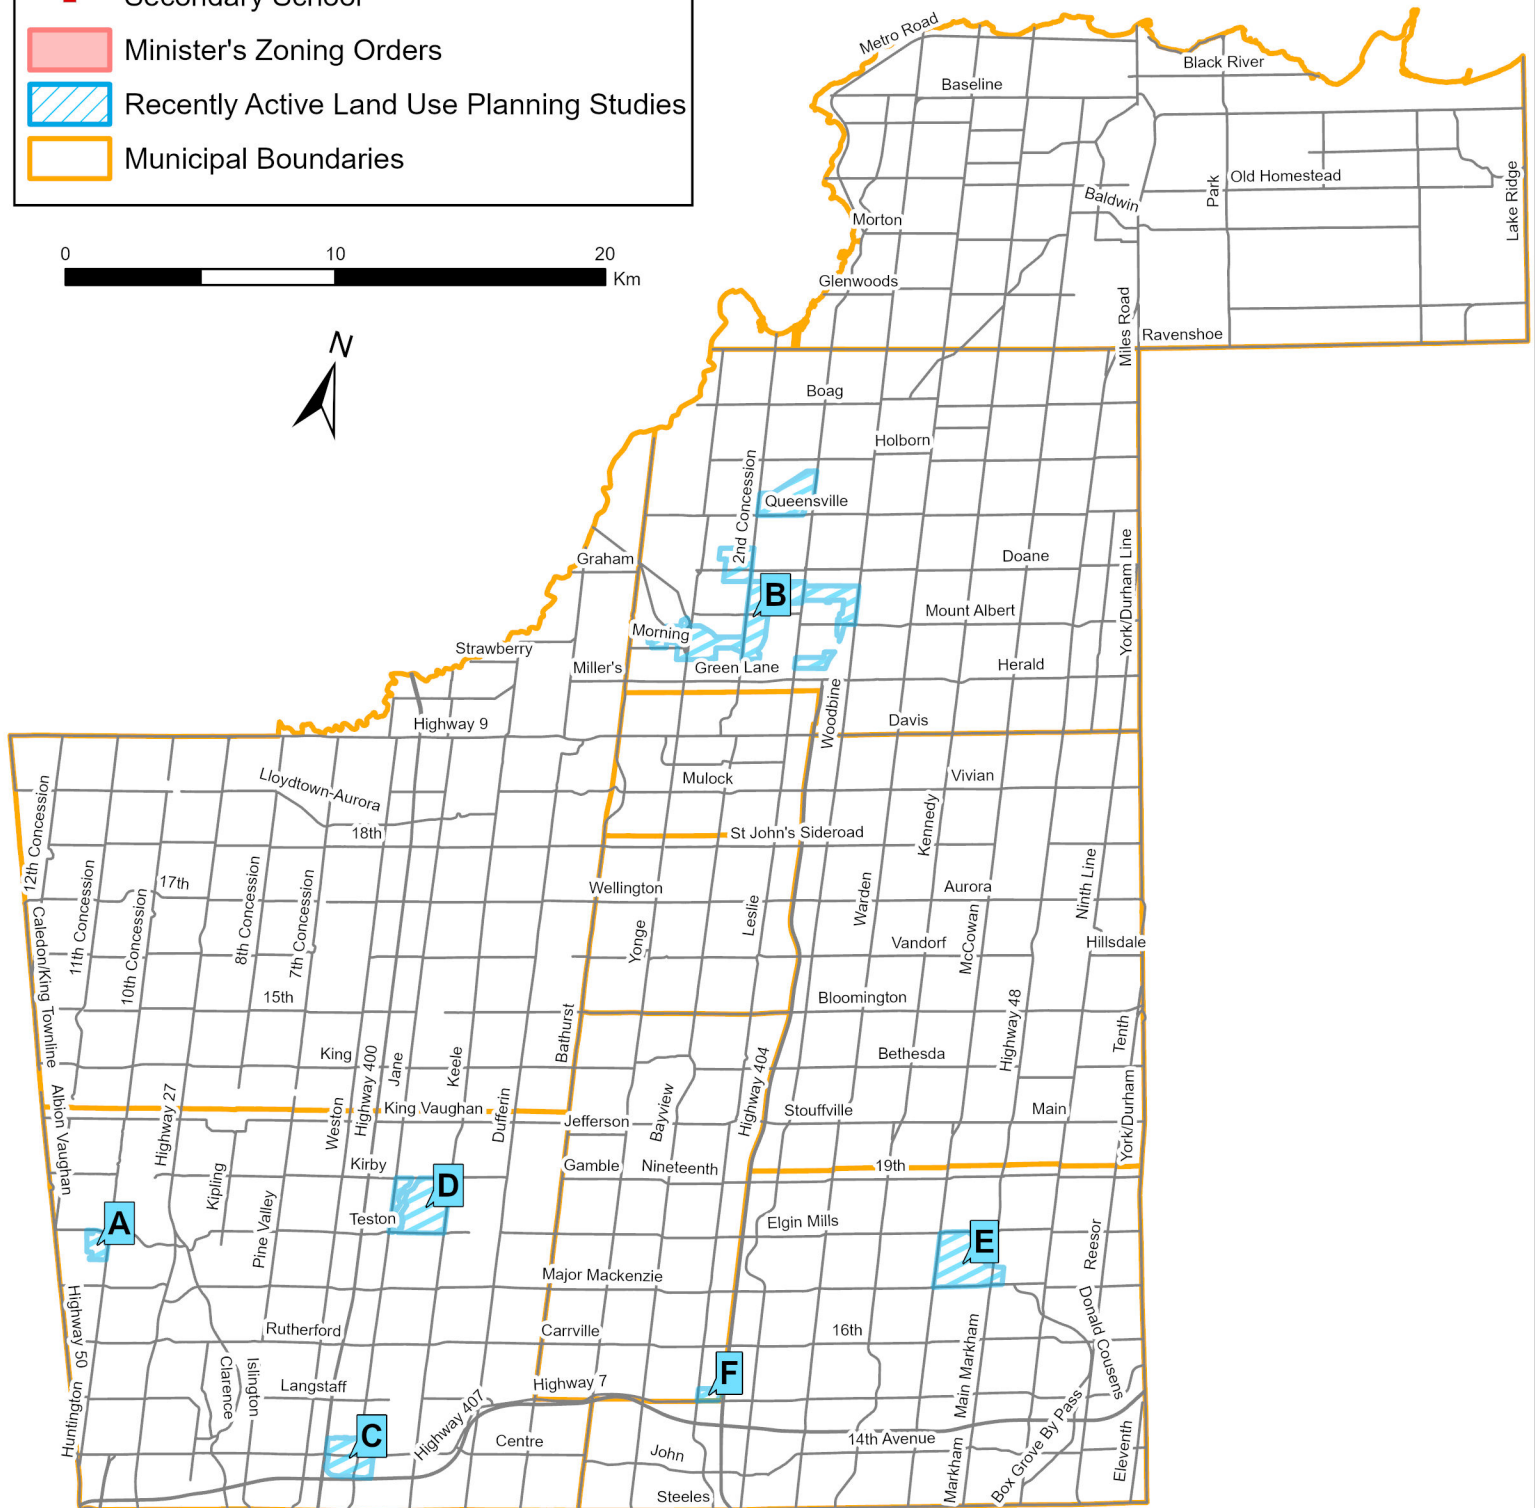 Secondary School
Minister's Zoning Orders
Recently Active Land Use Planning Studies
Municipal Boundaries
0 10 20
Km
N
Metro Road
Black River
Baseline
Old Homestead
Park
Lake Ridge
Baldwin
Morton
Glenwoods
Miles Road
Ravenshoe
Boag
Holborn
2nd Concession
Queensville
Graham
Doane
York/Durham Line
B
Mount Albert
Morning
Strawberry
Miller's
Green Lane
Herald
Highway 9
Woodbine
Davis
Lloydtown-Aurora
Mulock
Vivian
12th Concession
18th
St John's Sideroad
Kennedy
17th
Wellington
Aurora
Ninth Line
11th Concession
10th Concession
8th Concession
7th Concession
Yonge
Leslie
Warden
Vandorf
McCowan
Hillsdale
Caledon/King Townline
15th
Bloomington
Highway 48
Tenth
King
Highway 400
Jane
Keele
Bathurst
Highway 404
Bethesda
Albion Vaughan
Highway 27
Weston
King Vaughan
Dufferin
Jefferson
Bayview
Stouffville
Main
York/Durham
Kipling
Kirby
D
Gamble
Nineteenth
19th
A
Pine Valley
Teston
Elgin Mills
E
Reesor
Major Mackenzie
Highway 50
Rutherford
Carrville
16th
Main Markham
Donald Cousens
Clarence
Islington
Langstaff
Highway 7
F
Huntington
C
Highway 407
Centre
John
14th Avenue
Markham
Box Grove By Pass
Eleventh
Steeles